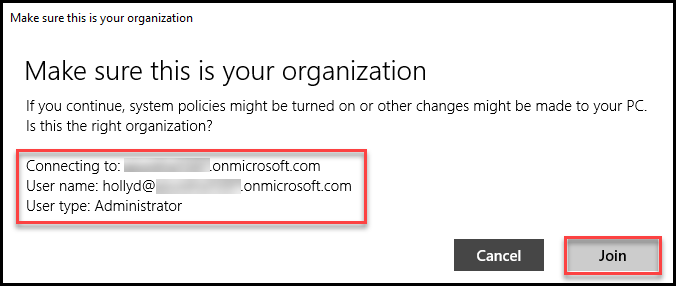 Make sure this is your organization
Make sure this is your organization
If you continue, system policies might be turned on or other changes might be made to your PC.
Is this the right organization?
Connecting to: .onmicrosoft.com
User name: hollyd@ .onmicrosoft.com
User type: Administrator
Cancel Join